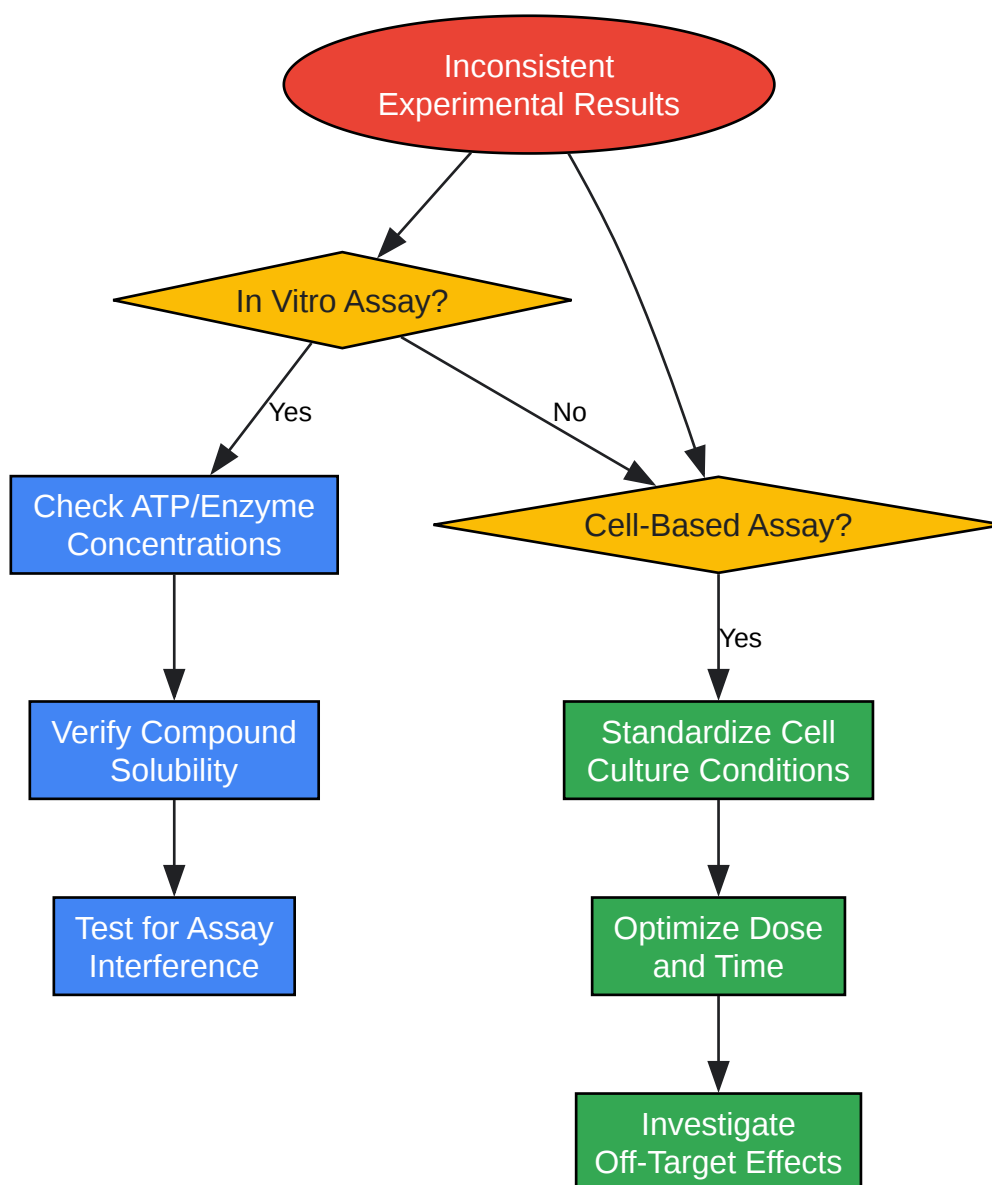 Inconsistent
Experimental Results
In Vitro Assay?
Yes
No
Check ATP/Enzyme
Concentrations
Cell-Based Assay?
Yes
Verify Compound
Solubility
Standardize Cell
Culture Conditions
Test for Assay
Interference
Optimize Dose
and Time
Investigate
Off-Target Effects